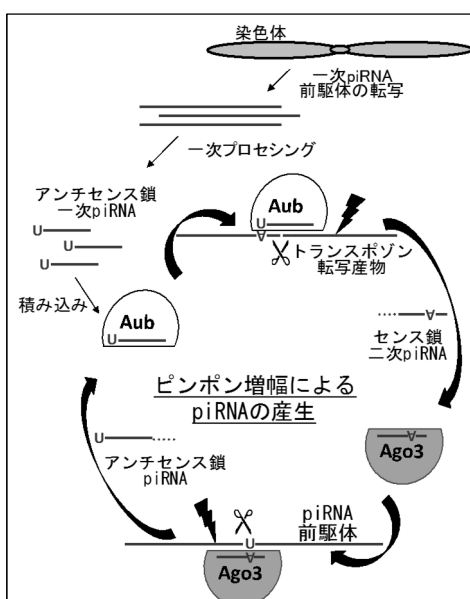 染色体
一次piRNA
前駆体の転写
一次プロセシング
アンチセンス鎖
一次piRNA
U
U
U
積み込み
Aub
U
Aub
U
A
トランスポゾン
転写産物
A
センス鎖
二次piRNA
ピンポン増幅による
piRNAの産生
A
Ago3
U
アンチセンス鎖
piRNA
piRNA
前駆体
U
A
Ago3